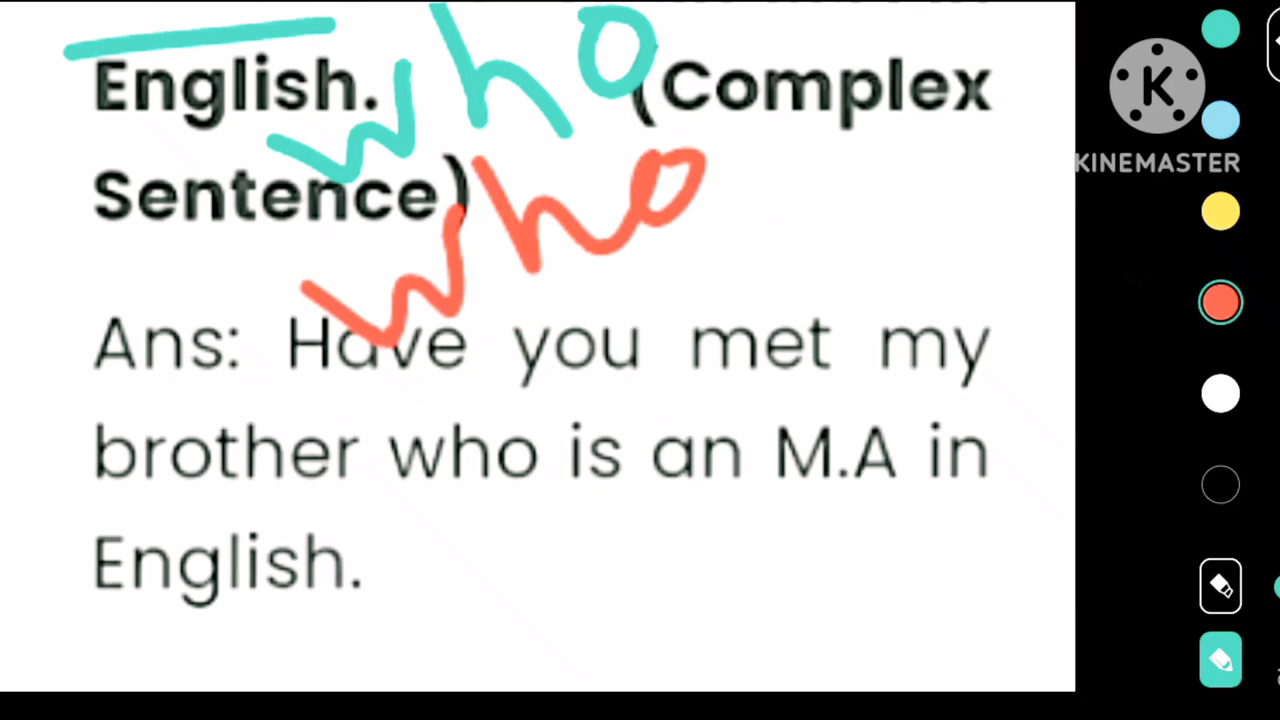 who
English. (Complex
Sentence)
who
Ans: Have you met my
brother who is an M.A in
English.
K
KINEMASTER